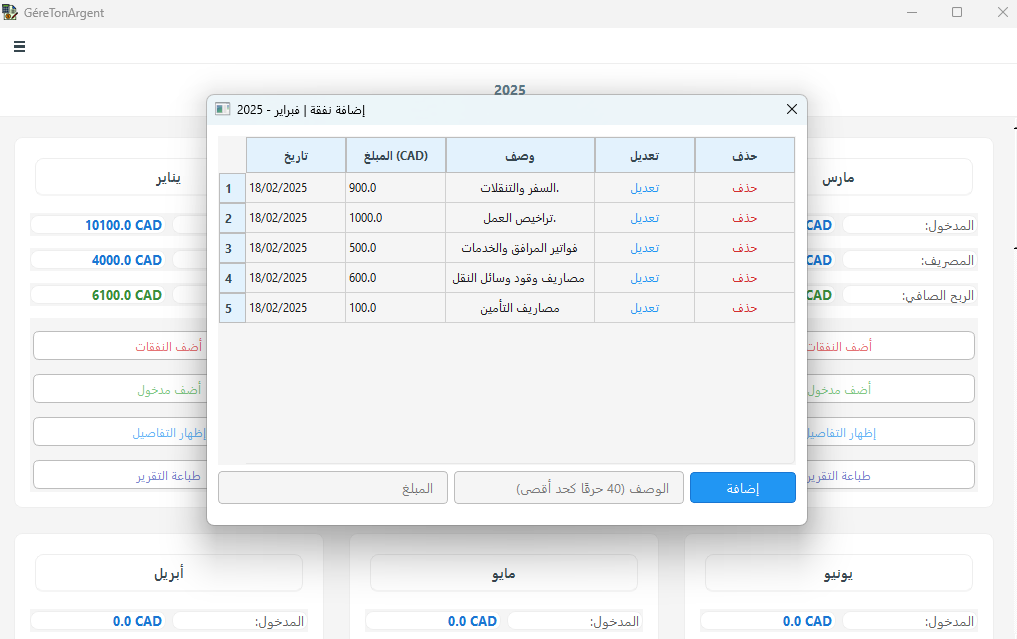 GéreTonArgent
2025
إضافة نفقة | فبراير - 2025
تاريخ
المبلغ (CAD)
وصف
تعديل
حذف
1 18/02/2025 900.0 السفر والتنقلات. تعديل حذف
2 18/02/2025 1000.0 تراخيص العمل. تعديل حذف
3 18/02/2025 500.0 فواتير المرافق والخدمات تعديل حذف
4 18/02/2025 600.0 مصاريف وقود وسائل النقل تعديل حذف
5 18/02/2025 100.0 مصاريف التأمين تعديل حذف
المبلغ
الوصف (40 حرفًا كحد أقصى)
إضافة
يناير
10100.0 CAD
4000.0 CAD
6100.0 CAD
أضف النفقات
أضف مدخول
إظهار التفاصيل
طباعة التقرير
مارس
المدخول: CAD
المصريف: CAD
الربح الصافي: CAD
أضف النفقات
أضف مدخول
إظهار التفاصيل
طباعة التقرير
أبريل
المدخول: 0.0 CAD
مايو
المدخول: 0.0 CAD
يونيو
المدخول: 0.0 CAD